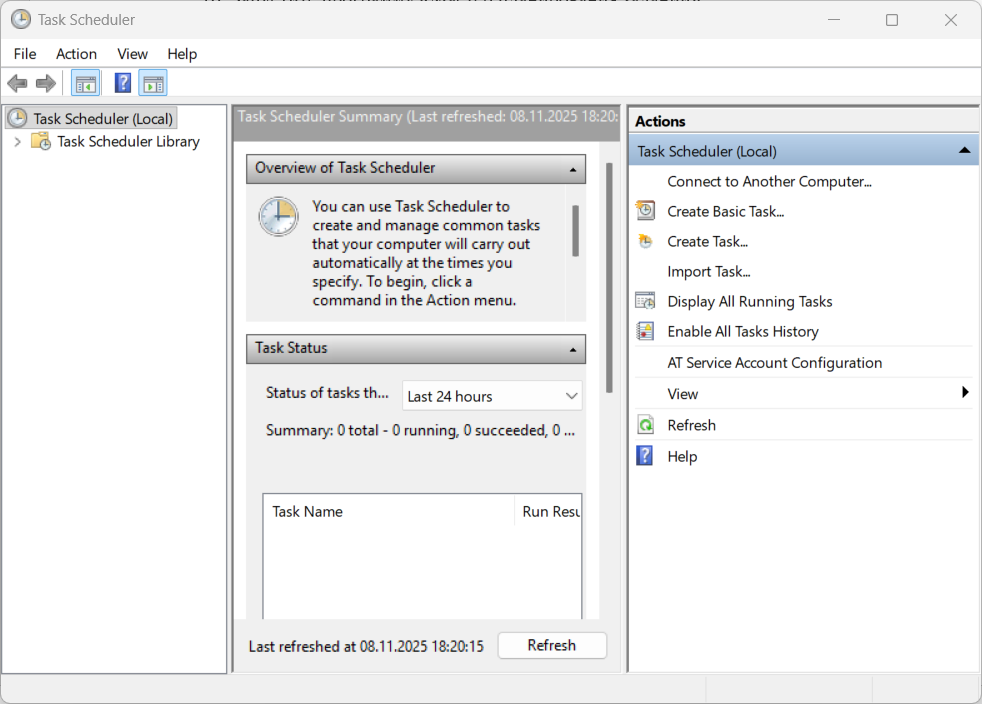 Task Scheduler
File Action View Help
Task Scheduler (Local)
Task Scheduler Library
Task Scheduler Summary (Last refreshed: 08.11.2025 18:20:
Overview of Task Scheduler
You can use Task Scheduler to
create and manage common tasks
that your computer will carry out
automatically at the times you
specify. To begin, click a
command in the Action menu.
Task Status
Status of tasks th... Last 24 hours
Summary: 0 total - 0 running, 0 succeeded, 0 ...
Task Name Run Resu
Last refreshed at 08.11.2025 18:20:15 Refresh
Actions
Task Scheduler (Local)
Connect to Another Computer...
Create Basic Task...
Create Task...
Import Task...
Display All Running Tasks
Enable All Tasks History
AT Service Account Configuration
View
Refresh
Help